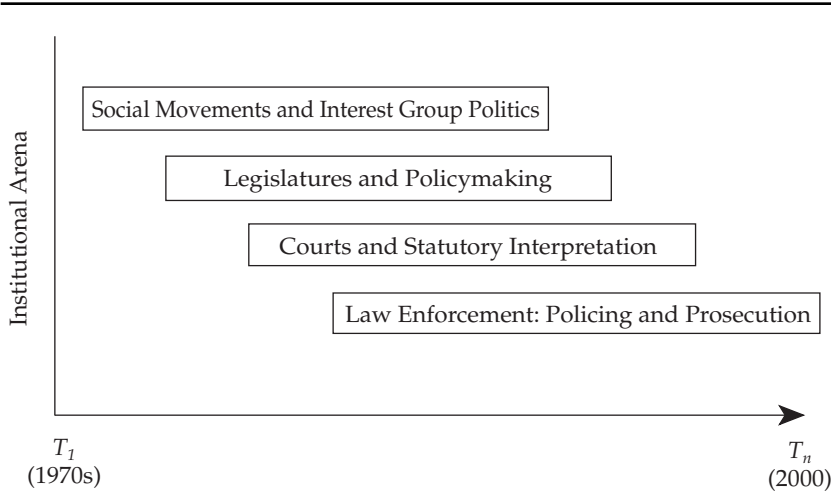 Institutional Arena
Social Movements and Interest Group Politics
Legislatures and Policymaking
Courts and Statutory Interpretation
Law Enforcement: Policing and Prosecution
T1
(1970s)
Tn
(2000)